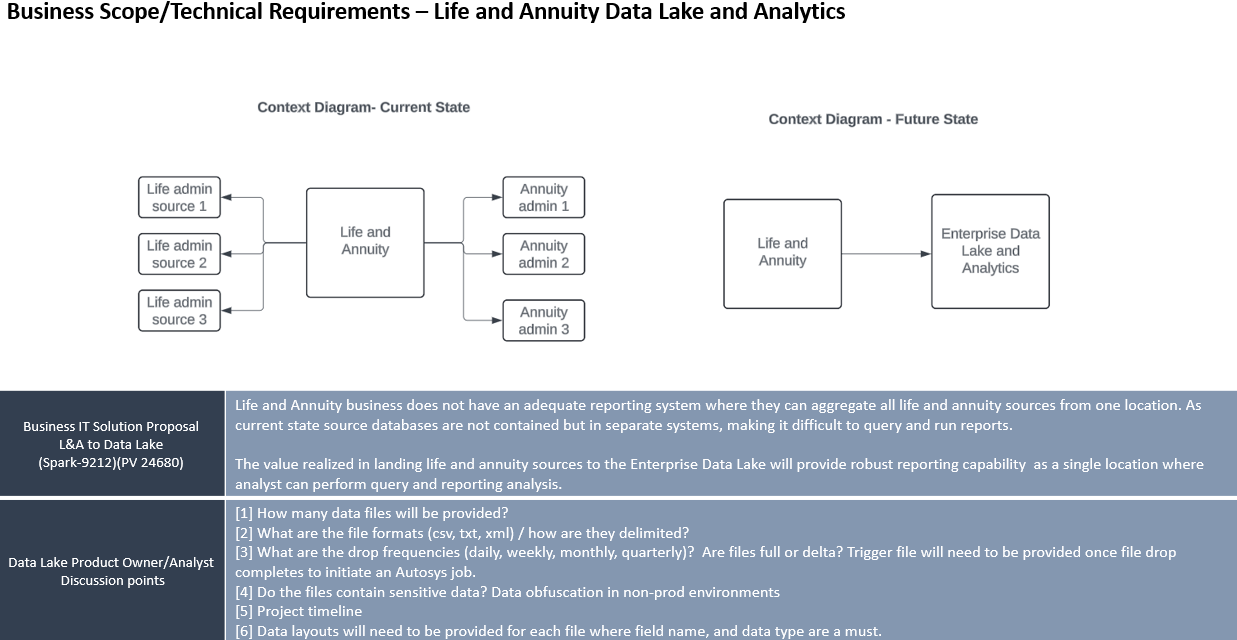 Business Scope/Technical Requirements – Life and Annuity Data Lake and Analytics
Context Diagram- Current State
Context Diagram - Future State
Life admin
source 1
Life admin
source 2
Life admin
source 3
Life and
Annuity
Annuity
admin 1
Annuity
admin 2
Annuity
admin 3
Life and
Annuity
Enterprise Data
Lake and
Analytics
Business IT Solution Proposal
L&A to Data Lake
(Spark-9212)(PV 24680)
Life and Annuity business does not have an adequate reporting system where they can aggregate all life and annuity sources from one location. As
current state source databases are not contained but in separate systems, making it difficult to query and run reports.
The value realized in landing life and annuity sources to the Enterprise Data Lake will provide robust reporting capability  as a single location where
analyst can perform query and reporting analysis.
Data Lake Product Owner/Analyst
Discussion points
[1] How many data files will be provided?
[2] What are the file formats (csv, txt, xml) / how are they delimited?
[3] What are the drop frequencies (daily, weekly, monthly, quarterly)?  Are files full or delta? Trigger file will need to be provided once file drop
completes to initiate an Autosys job.
[4] Do the files contain sensitive data? Data obfuscation in non-prod environments
[5] Project timeline
[6] Data layouts will need to be provided for each file where field name, and data type are a must.